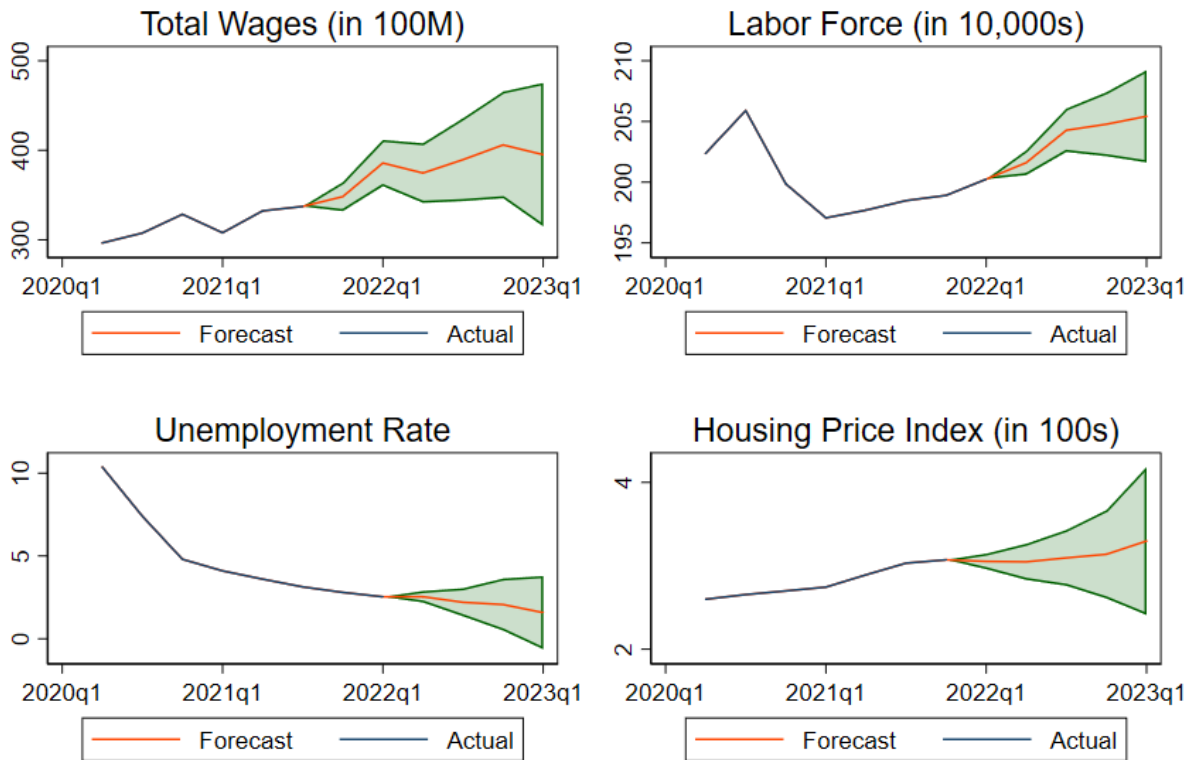 Total Wages (in 100M)
500
400
300
2020q1 2021q1 2022q1 2023q1
Forecast Actual
Labor Force (in 10,000s)
210
205
200
195
2020q1 2021q1 2022q1 2023q1
Forecast Actual
Unemployment Rate
10
5
0
2020q1 2021q1 2022q1 2023q1
Forecast Actual
Housing Price Index (in 100s)
4
2
2020q1 2021q1 2022q1 2023q1
Forecast Actual